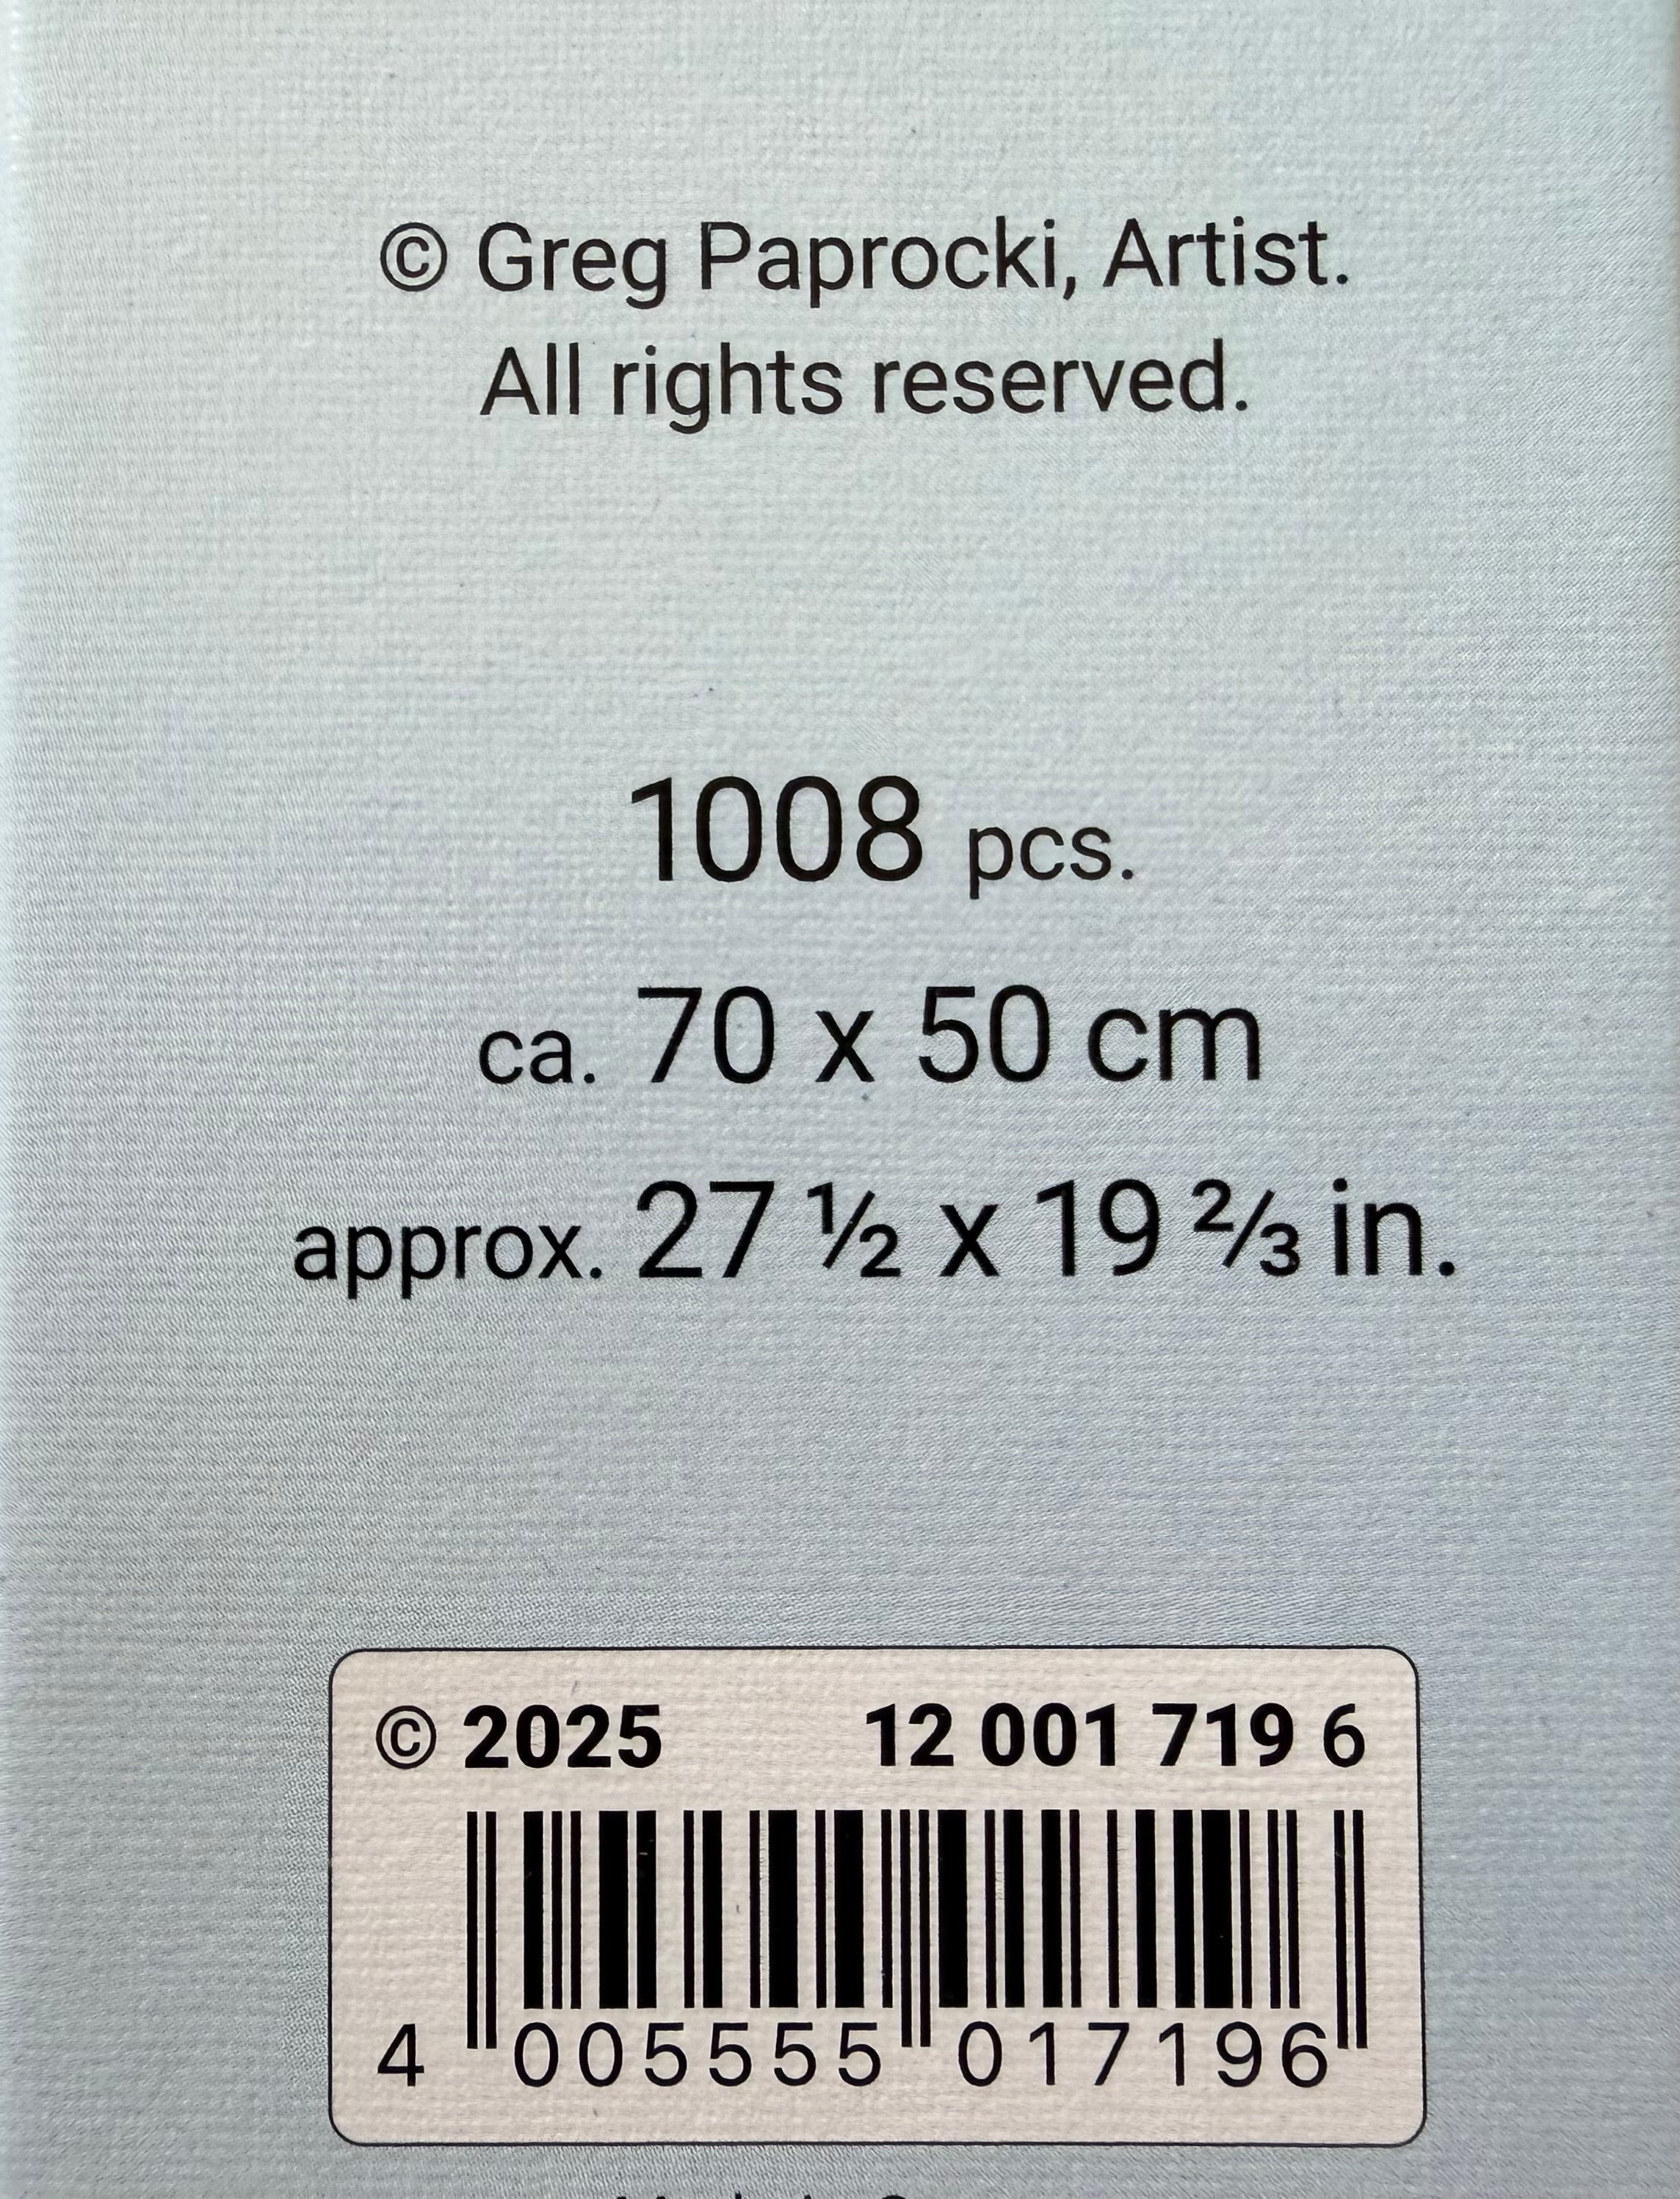 © Greg Paprocki, Artist.
All rights reserved.
1008 pcs.
ca. 70 x 50 cm
approx. 27 ½ x 19 ⅔ in.
© 2025 12 001 719 6
4 005555 017196